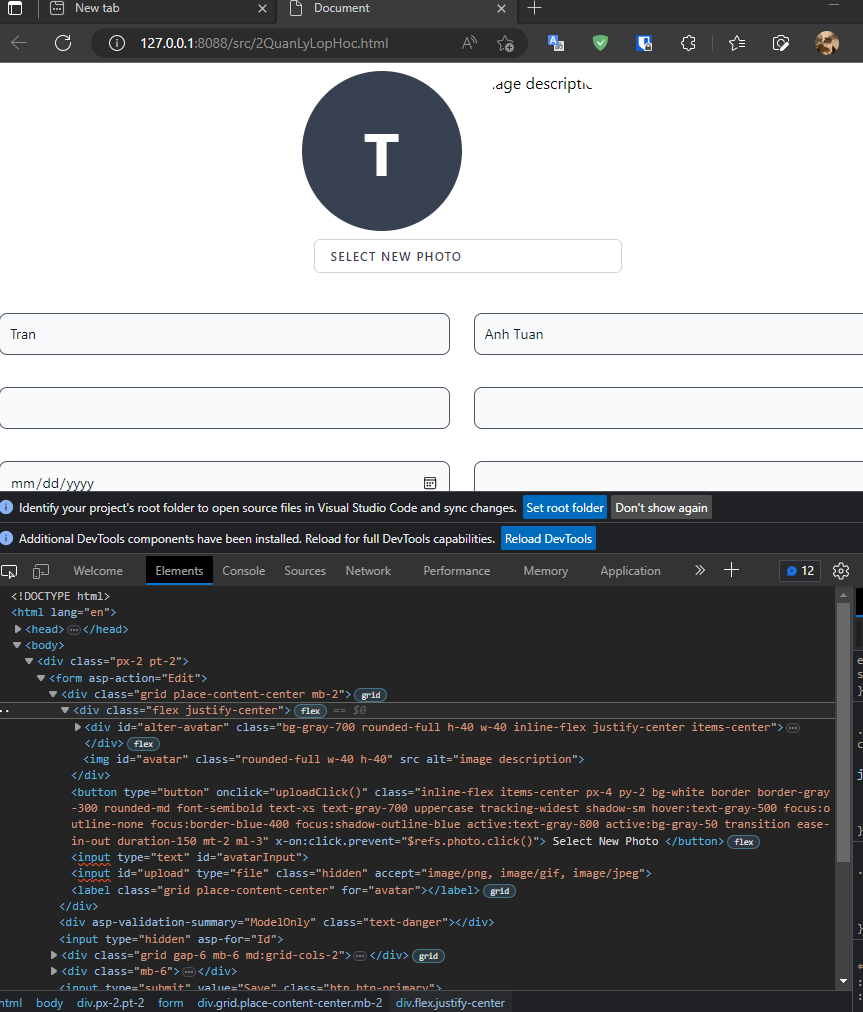 New tab
Document
127.0.0.1:8088/src/2QuanLyLopHoc.html
T
.age descriptic
SELECT NEW PHOTO
Tran
Anh Tuan
mm/dd/yyyy
Identify your project's root folder to open source files in Visual Studio Code and sync changes. Set root folder Don't show again
Additional DevTools components have been installed. Reload for full DevTools capabilities. Reload DevTools
Welcome Elements Console Sources Network Performance Memory Application 12
<!DOCTYPE html>
<html lang="en">
<head>…</head>
<body>
<div class="px-2 pt-2">
<form asp-action="Edit">
<div class="grid place-content-center mb-2"> grid
<div class="flex justify-center"> flex == $0
<div id="alter-avatar" class="bg-gray-700 rounded-full h-40 w-40 inline-flex justify-center items-center">…
</div> flex
<img id="avatar" class="rounded-full w-40 h-40" src alt="image description">
</div>
<button type="button" onclick="uploadClick()" class="inline-flex items-center px-4 py-2 bg-white border border-gray
-300 rounded-md font-semibold text-xs text-gray-700 uppercase tracking-widest shadow-sm hover:text-gray-500 focus:o
utline-none focus:border-blue-400 focus:shadow-outline-blue active:text-gray-800 active:bg-gray-50 transition ease-
in-out duration-150 mt-2 ml-3" x-on:click.prevent="$refs.photo.click()"> Select New Photo </button> flex
<input type="text" id="avatarInput">
<input id="upload" type="file" class="hidden" accept="image/png, image/gif, image/jpeg">
<label class="grid place-content-center" for="avatar"></label> grid
</div>
<div asp-validation-summary="ModelOnly" class="text-danger"></div>
<input type="hidden" asp-for="Id">
<div class="grid gap-6 mb-6 md:grid-cols-2">…</div> grid
<div class="mb-6">…</div>
<input type="submit" value="Save" class="btn btn-primary">
html body div.px-2.pt-2 form div.grid.place-content-center.mb-2 div.flex.justify-center